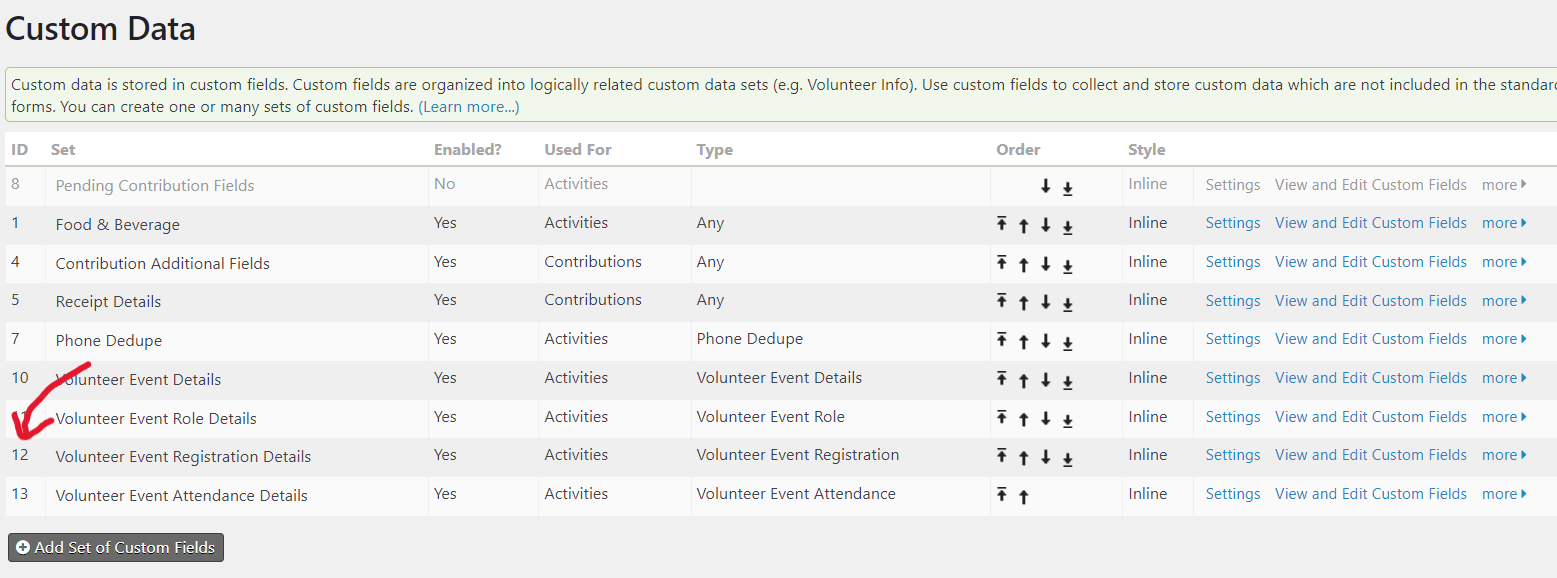 Custom Data
Custom data is stored in custom fields. Custom fields are organized into logically related custom data sets (e.g. Volunteer Info). Use custom fields to collect and store custom data which are not included in the standard
forms. You can create one or many sets of custom fields. (Learn more...)
ID Set Enabled? Used For Type Order Style
8 Pending Contribution Fields No Activities Inline Settings View and Edit Custom Fields more
1 Food & Beverage Yes Activities Any Inline Settings View and Edit Custom Fields more
4 Contribution Additional Fields Yes Contributions Any Inline Settings View and Edit Custom Fields more
5 Receipt Details Yes Contributions Any Inline Settings View and Edit Custom Fields more
7 Phone Dedupe Yes Activities Phone Dedupe Inline Settings View and Edit Custom Fields more
10 Volunteer Event Details Yes Activities Volunteer Event Details Inline Settings View and Edit Custom Fields more
Volunteer Event Role Details Yes Activities Volunteer Event Role Inline Settings View and Edit Custom Fields more
12 Volunteer Event Registration Details Yes Activities Volunteer Event Registration Inline Settings View and Edit Custom Fields more
13 Volunteer Event Attendance Details Yes Activities Volunteer Event Attendance Inline Settings View and Edit Custom Fields more
Add Set of Custom Fields